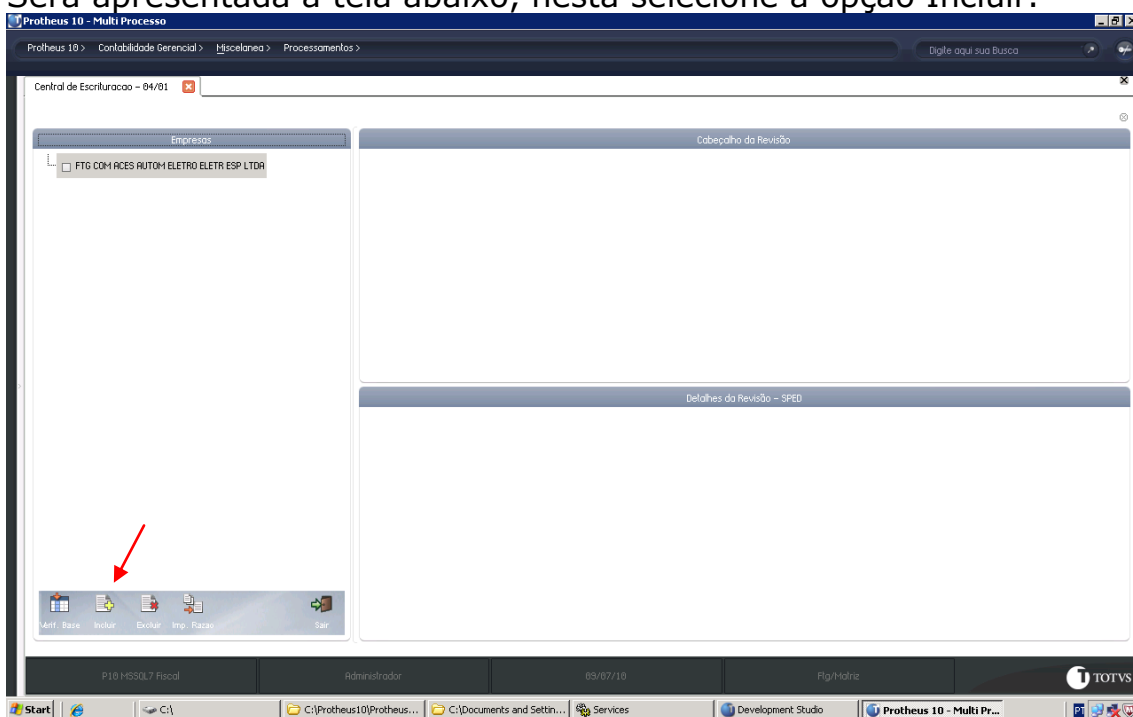 Será apresentada a tela abaixo, nesta selecione a opção Incluir:
Protheus 10 - Multi Processo
Protheus 10 > Contabilidade Gerencial > Miscelanea > Processamentos >
Digite aqui sua Busca
Central de Escrituracao - 04/01
Empresas
Cabeçalho da Revisão
FTG COM ACES AUTOM ELETRO ELETR ESP LTDA
Detalhes da Revisão - SPED
Verif. Base Incluir Excluir Imp. Razao Sair
P10 MSSQL7 Fiscal Administrador 09/07/10 Ftg/Matriz TOTVS
Start C:\ C:\Protheus10\Protheus... C:\Documents and Settin... Services Development Studio Protheus 10 - Multi Pr... PT